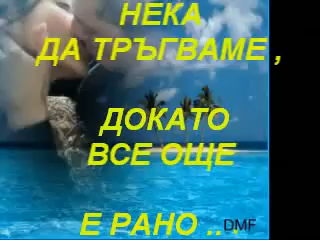 НЕКА
ДА ТРЪГВАМЕ ,
ДОКАТО
ВСЕ ОЩЕ
Е РАНО .. .
DMF